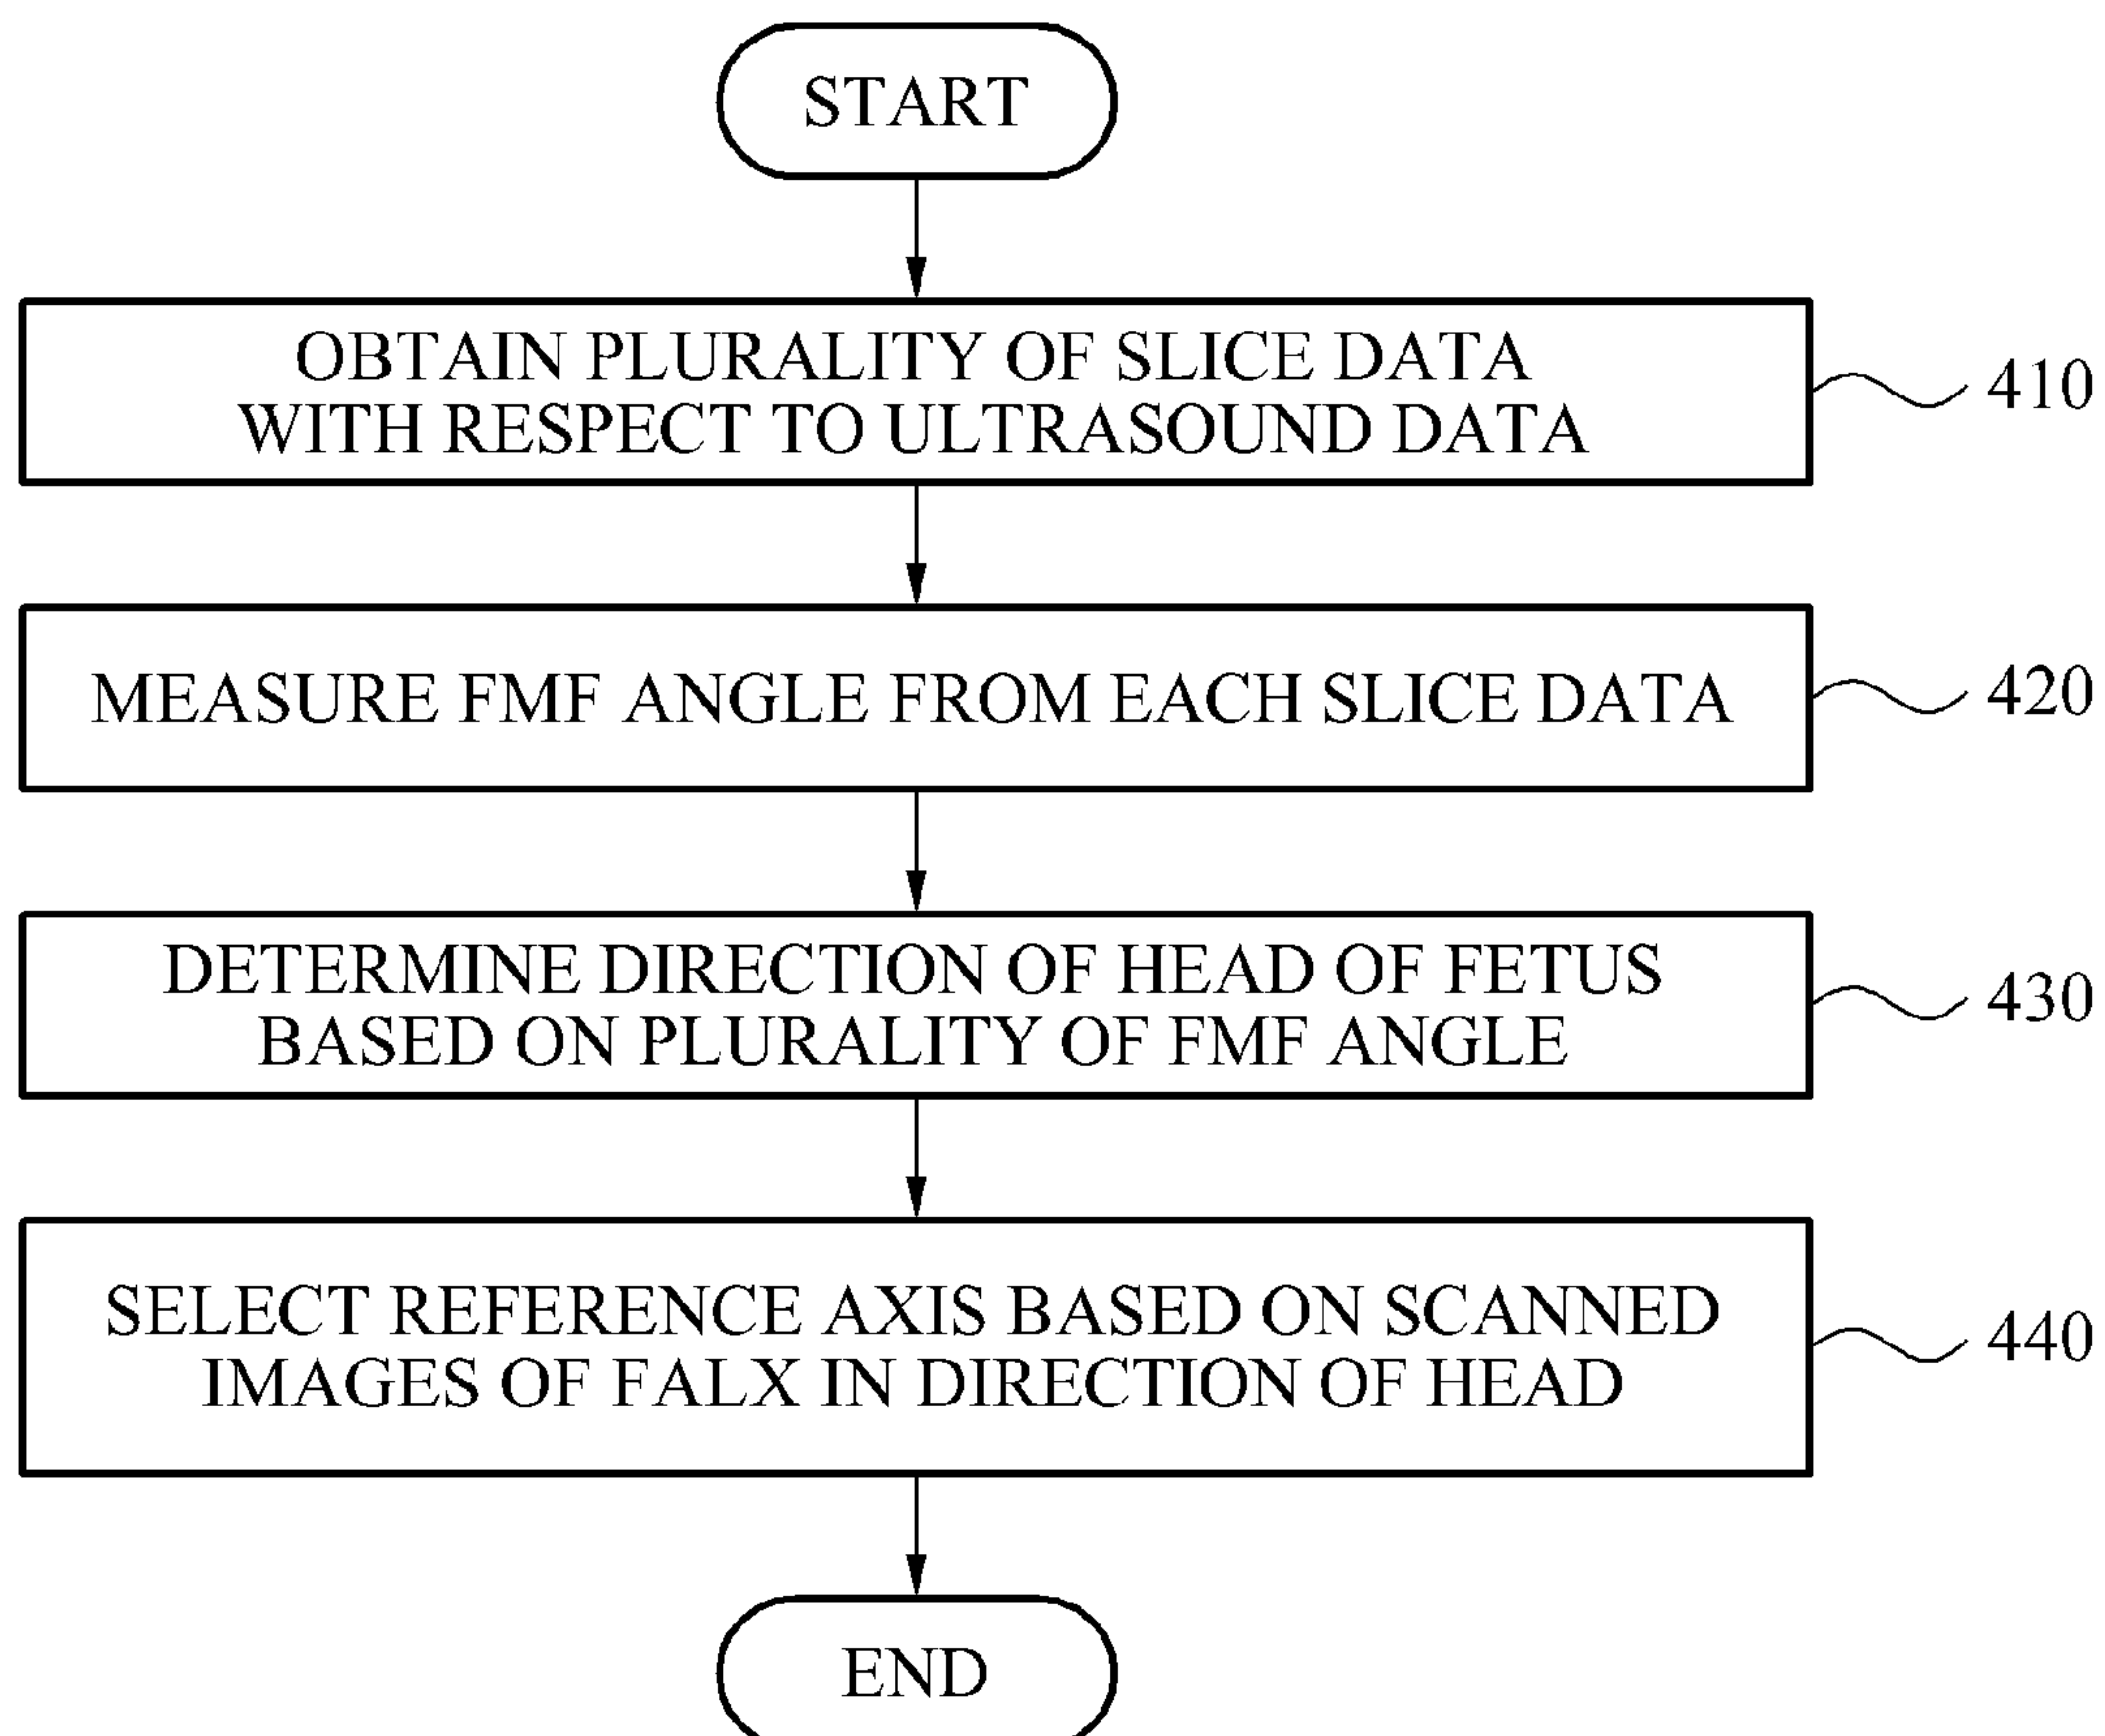 START
OBTAIN PLURALITY OF SLICE DATA
WITH RESPECT TO ULTRASOUND DATA
410
MEASURE FMF ANGLE FROM EACH SLICE DATA
420
DETERMINE DIRECTION OF HEAD OF FETUS
BASED ON PLURALITY OF FMF ANGLE
430
SELECT REFERENCE AXIS BASED ON SCANNED
IMAGES OF FALX IN DIRECTION OF HEAD
440
END